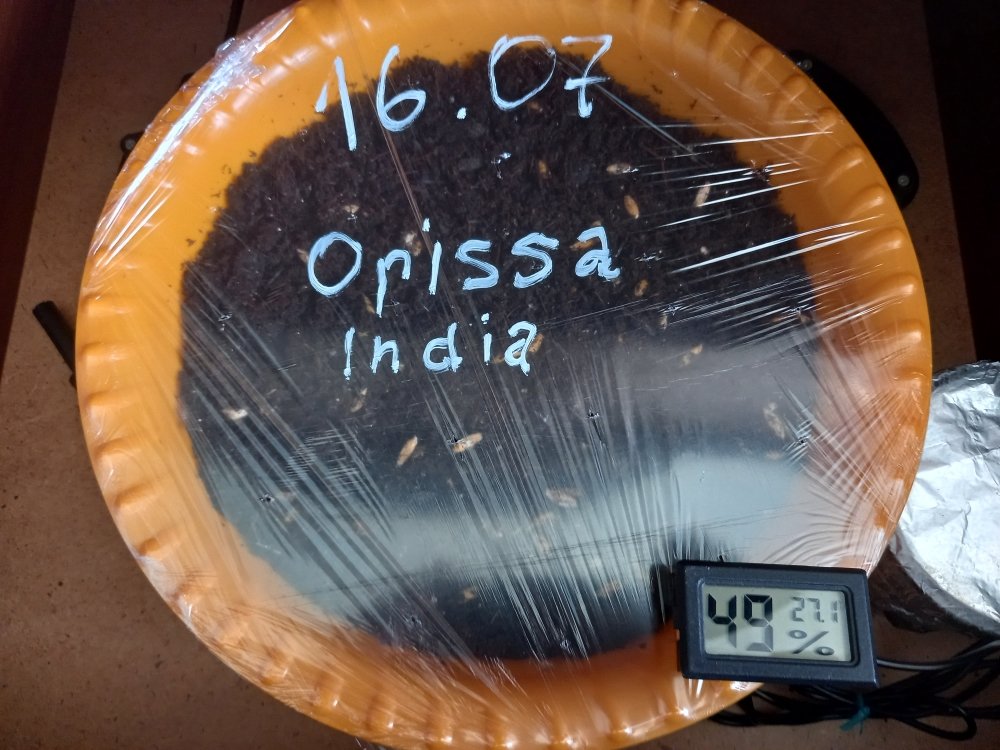 16.07
Orissa
India
49 27.1
%